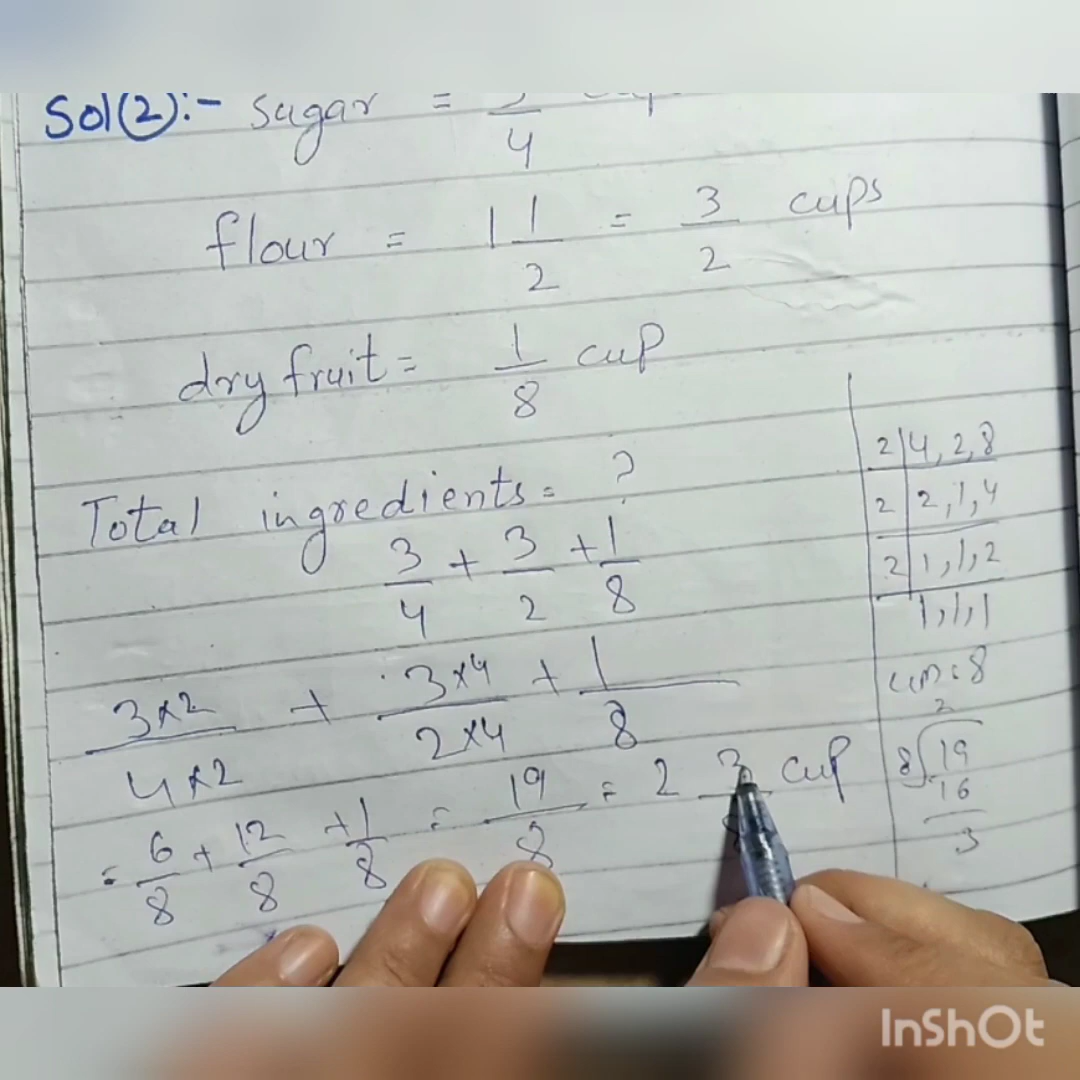 Sol(2):- Sugar = 3/4 cup
flour = 1 1/2 = 3/2 cups
dry fruit = 1/8 cup
Total ingredients = ?
3/4 + 3/2 + 1/8
3×2/4×2 + 3×4/2×4 + 1/8
= 6/8 + 12/8 + 1/8 = 19/8 = 2 3/ cup
2 | 4, 2, 8
2 | 2, 1, 4
2 | 1, 1, 2
1, 1, 1
LCM = 8
2
8 19
16
3
InShOt